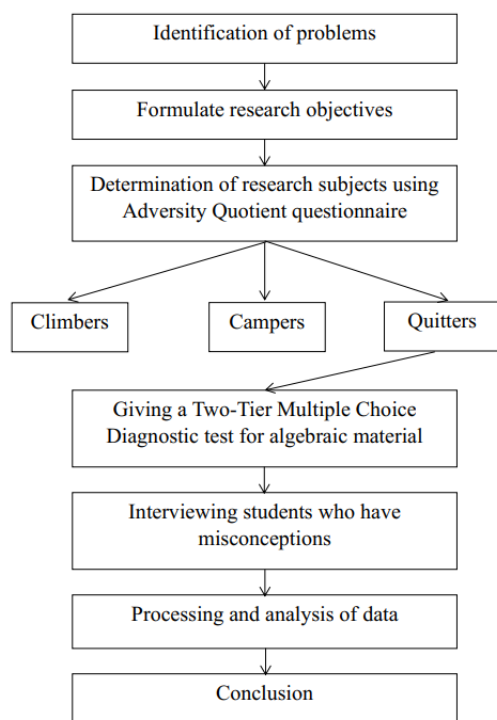 Identification of problems
Formulate research objectives
Determination of research subjects using
Adversity Quotient questionnaire
Climbers
Campers
Quitters
Giving a Two-Tier Multiple Choice
Diagnostic test for algebraic material
Interviewing students who have
misconceptions
Processing and analysis of data
Conclusion